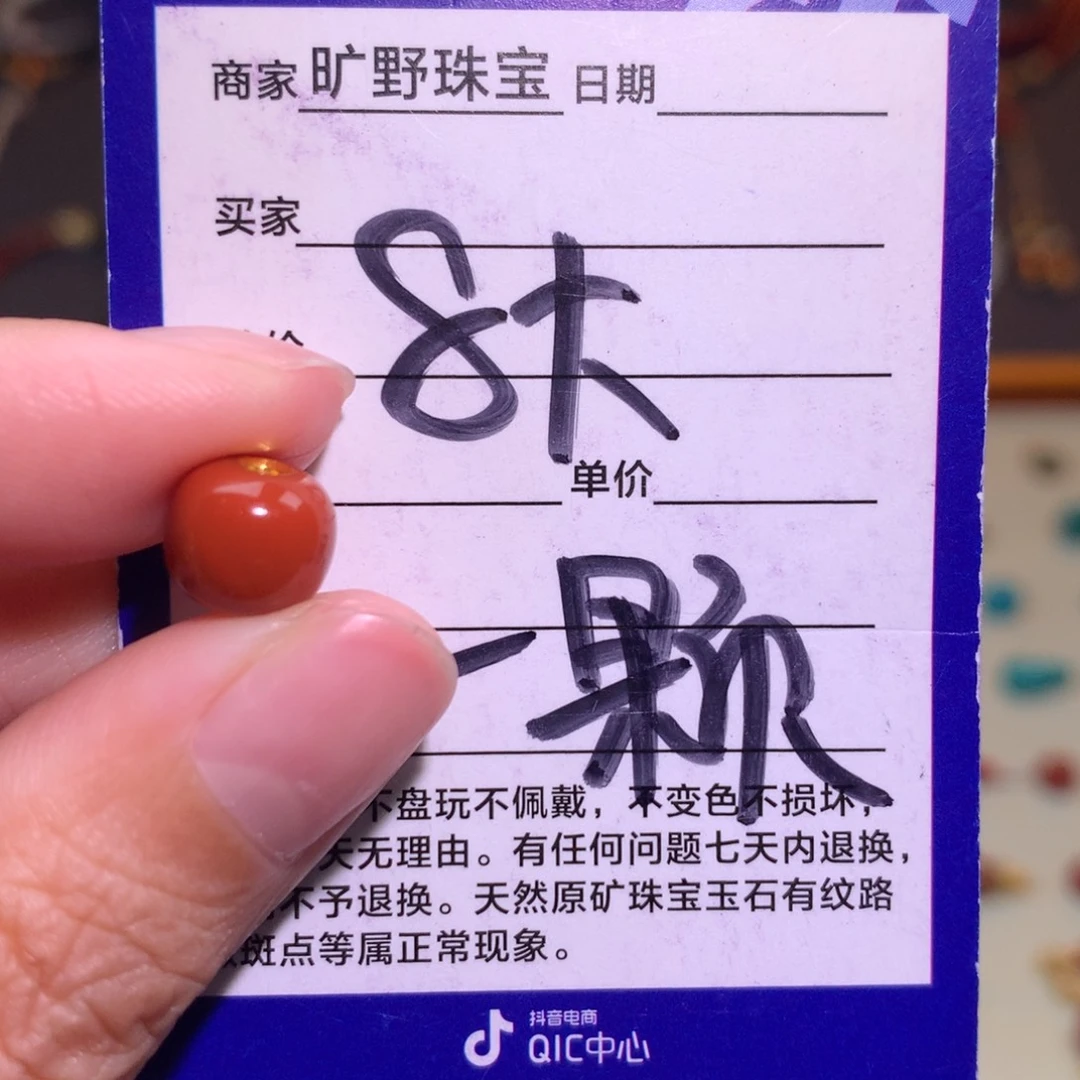 商家 旷野珠宝 日期
买家
8卡
单价
一颗
不盘玩不佩戴，不变色不损坏，
天无理由。有任何问题七天内退换，
不予退换。天然原矿珠宝玉石有纹路
斑点等属正常现象。
抖音电商
QIC中心